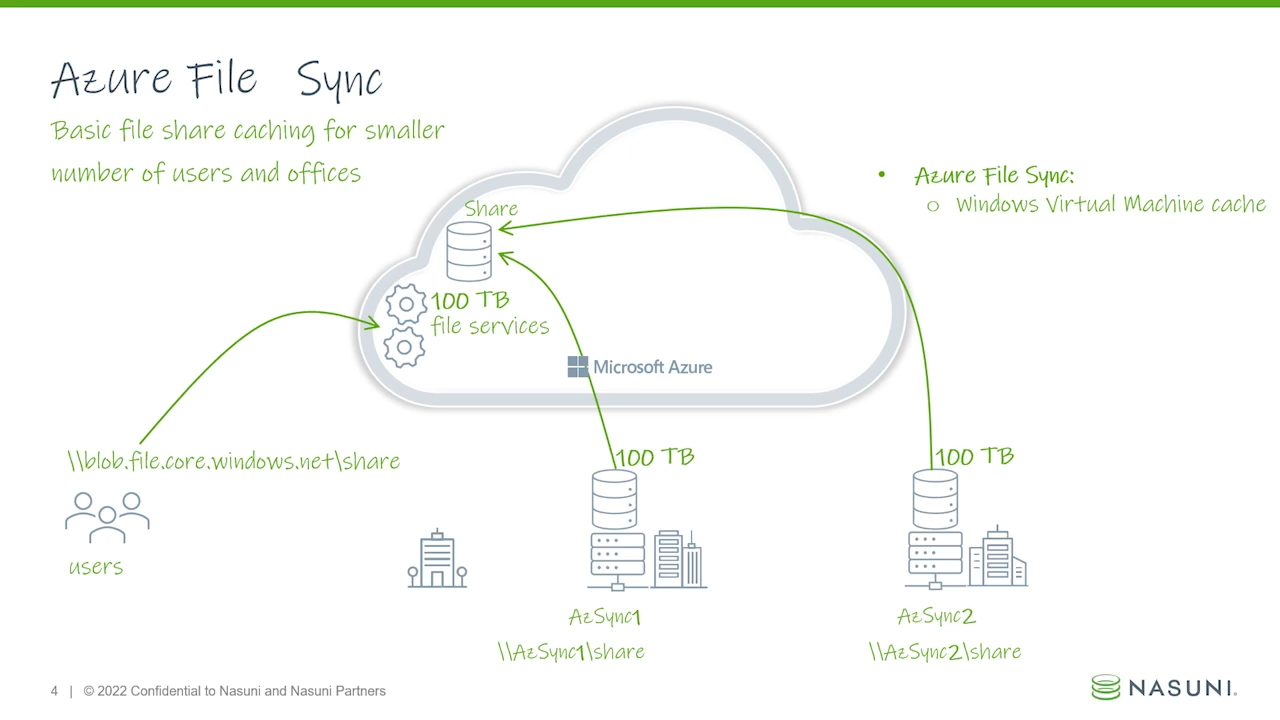 Azure File Sync
Basic file share caching for smaller
number of users and offices
• Azure File Sync:
o Windows Virtual Machine cache
Share
100 TB
file services
Microsoft Azure
\\blob.file.core.windows.net\share
users
100 TB
AzSync1
\\AzSync1\share
100 TB
AzSync2
\\AzSync2\share
4 | © 2022 Confidential to Nasuni and Nasuni Partners
NASUNI.